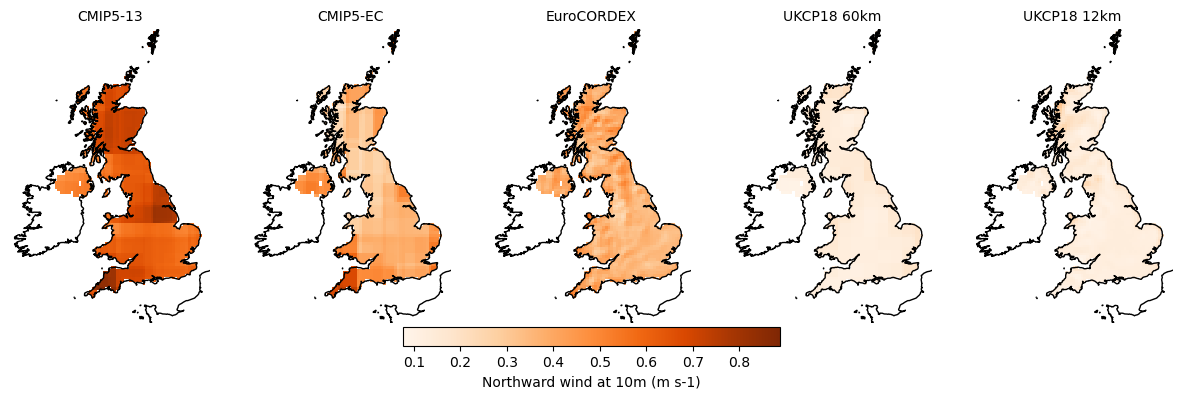 CMIP5-13 CMIP5-EC EuroCORDEX UKCP18 60km UKCP18 12km
0.1 0.2 0.3 0.4 0.5 0.6 0.7 0.8
Northward wind at 10m (m s-1)